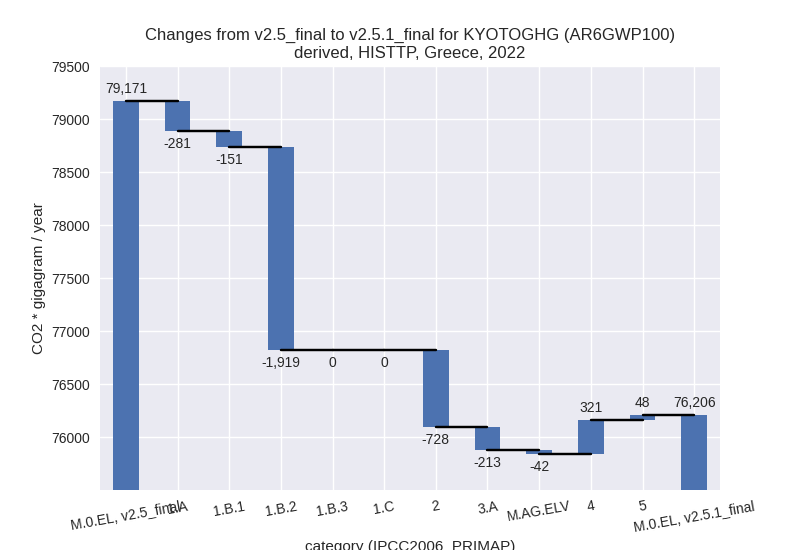 Changes from v2.5_final to v2.5.1_final for KYOTOGHG (AR6GWP100)
derived, HISTTP, Greece, 2022
CO2 * gigagram / year
79500
79000
78500
78000
77500
77000
76500
76000
79,171
-281
-151
-1,919
0
0
-728
-213
-42
321
48
76,206
M.0.EL, v2.5_final
1.A
1.B.1
1.B.2
1.B.3
1.C
2
3.A
M.AG.ELV
4
5
M.0.EL, v2.5.1_final
category (IPCC2006_PRIMAP)